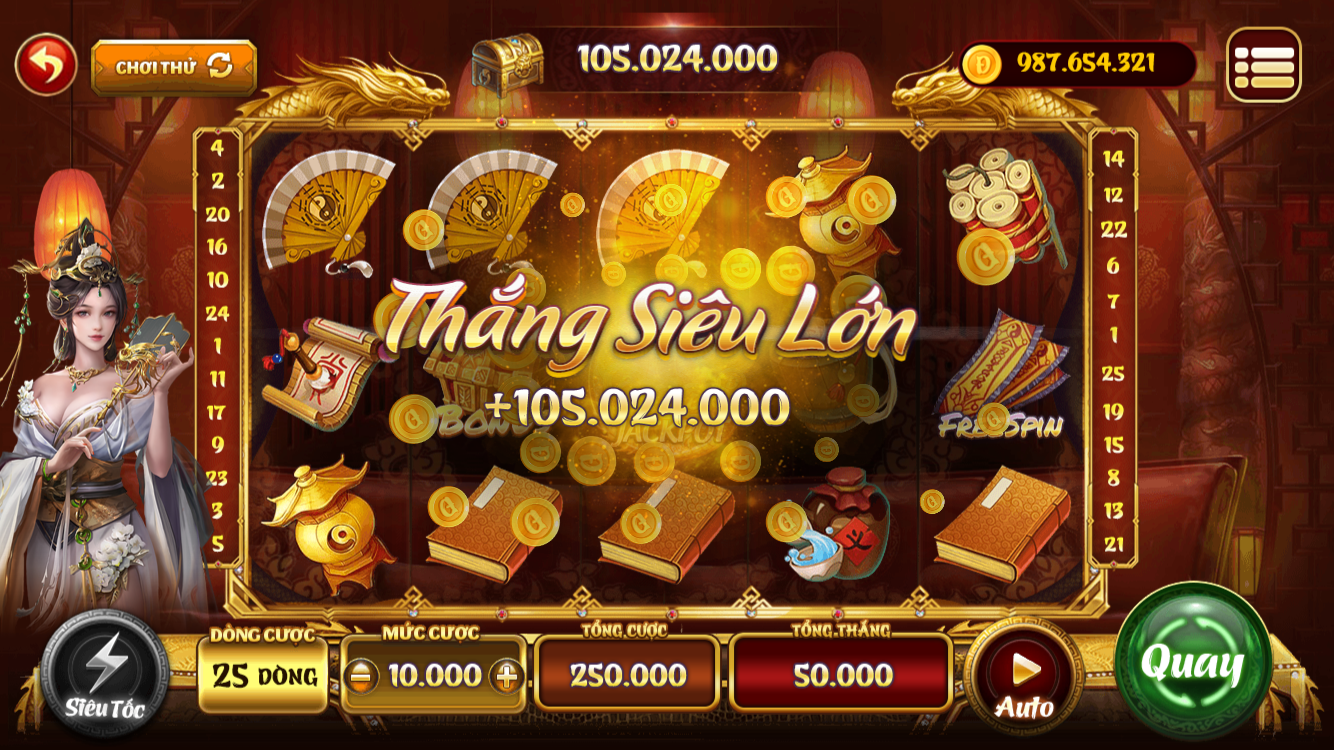 CHƠI THỬ
105.024.000
987.654.321
4
2
20
16
10
24
1
11
17
9
23
3
5
14
12
22
6
7
1
25
19
15
8
13
21
Thắng Siêu Lớn
+105.024.000
BONUS
JACKPOT
FREESPIN
DÒNG CƯỢC
25 DÒNG
MỨC CƯỢC
10.000
TỔNG CƯỢC
250.000
TỔNG THẮNG
50.000
Siêu Tốc
Auto
Quay